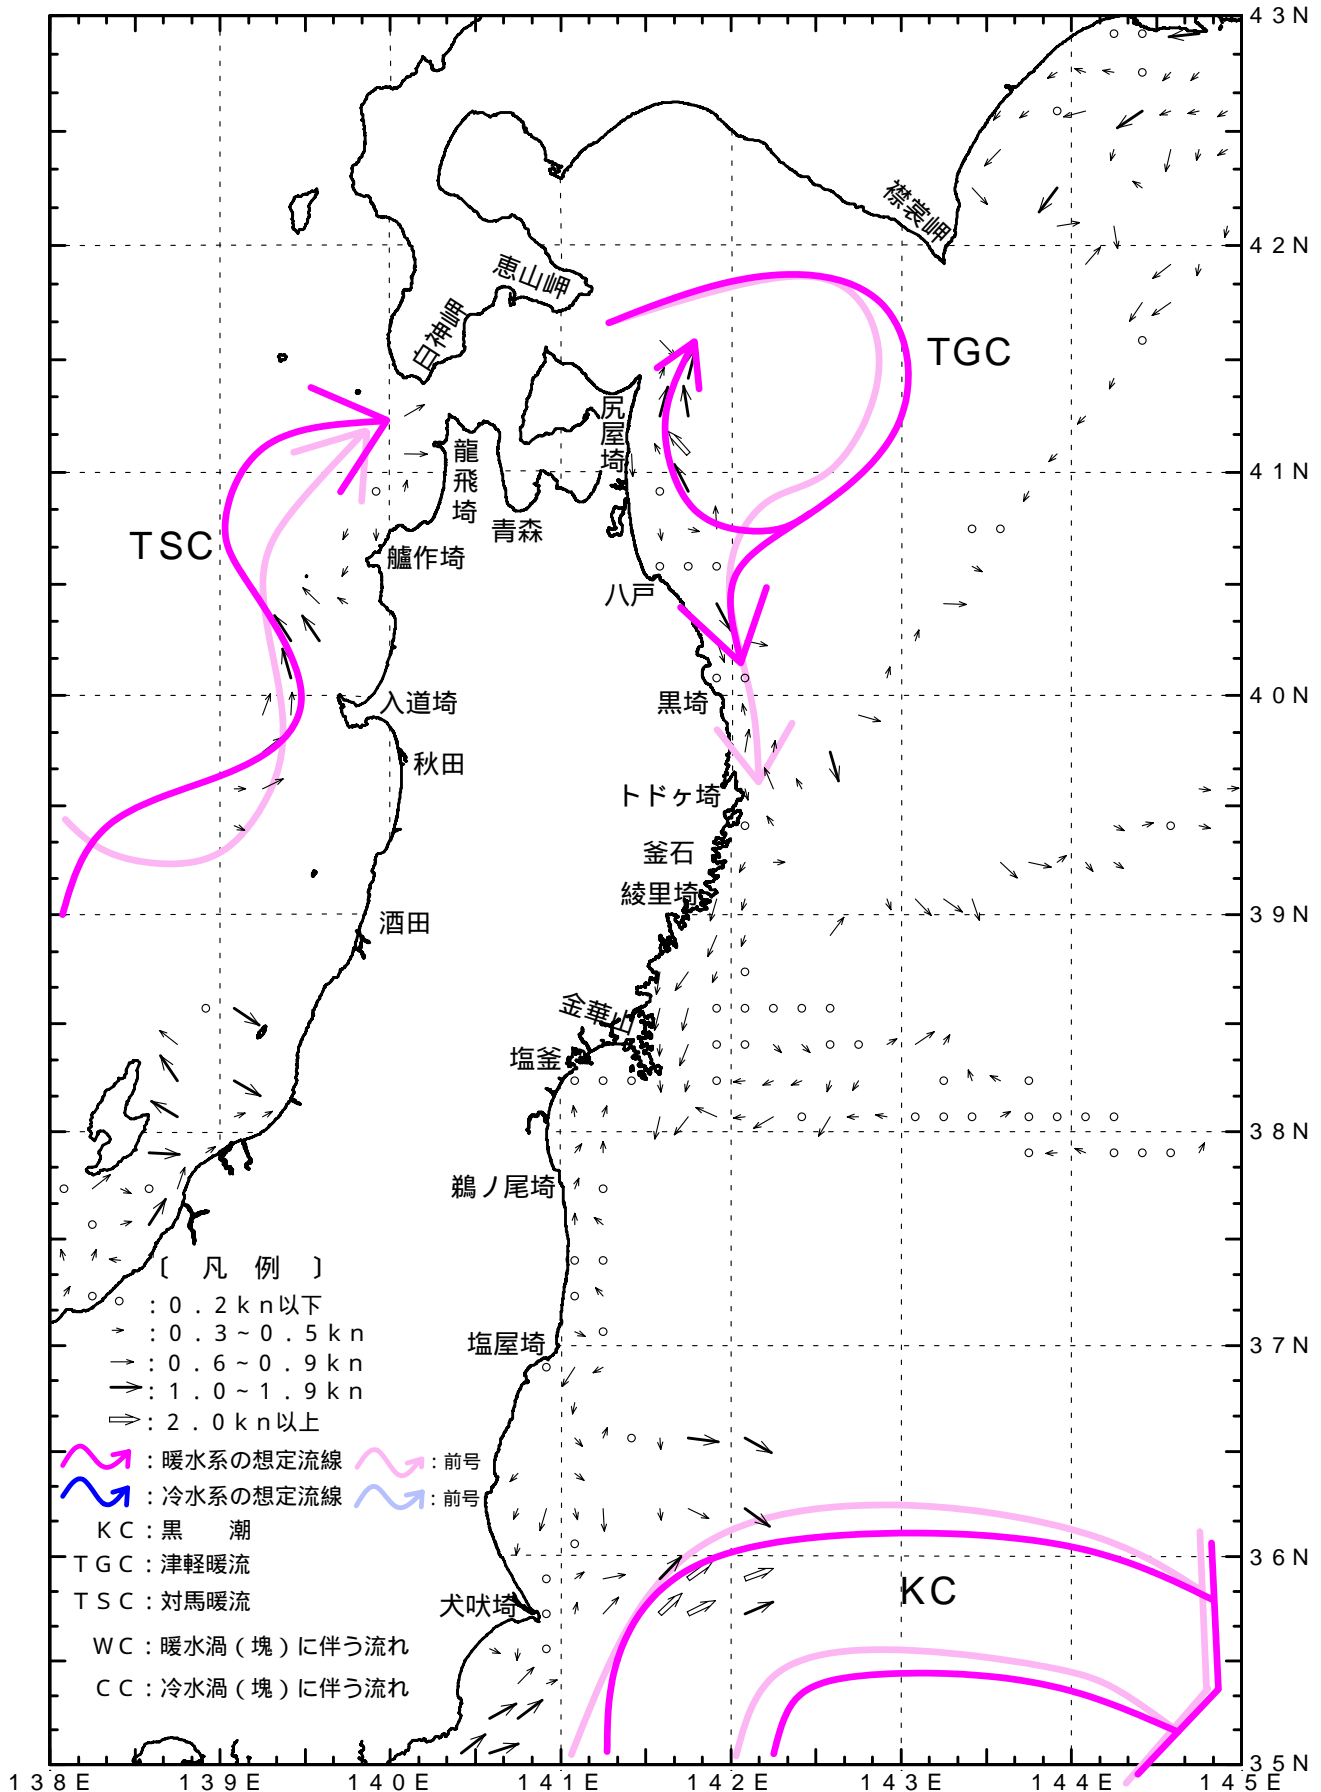 43N
襟裳岬
42N
恵山岬
白神岬
TGC
尻屋埼
龍飛埼
41N
青森
TSC
艫作埼
八戸
40N
入道埼
黒埼
秋田
トドヶ埼
釜石
綾里埼
39N
酒田
金華山
塩釜
38N
鵜ノ尾埼
〔 凡 例 〕
:0.2kn以下
:0.3~0.5kn
塩屋埼
37N
:0.6~0.9kn
:1.0~1.9kn
:2.0kn以上
:暖水系の想定流線 :前号
:冷水系の想定流線 :前号
KC:黒 潮
TGC:津軽暖流
36N
KC
TSC:対馬暖流
犬吠埼
WC:暖水渦(塊)に伴う流れ
CC:冷水渦(塊)に伴う流れ
35N
138E 139E 140E 141E 142E 143E 144E 145E